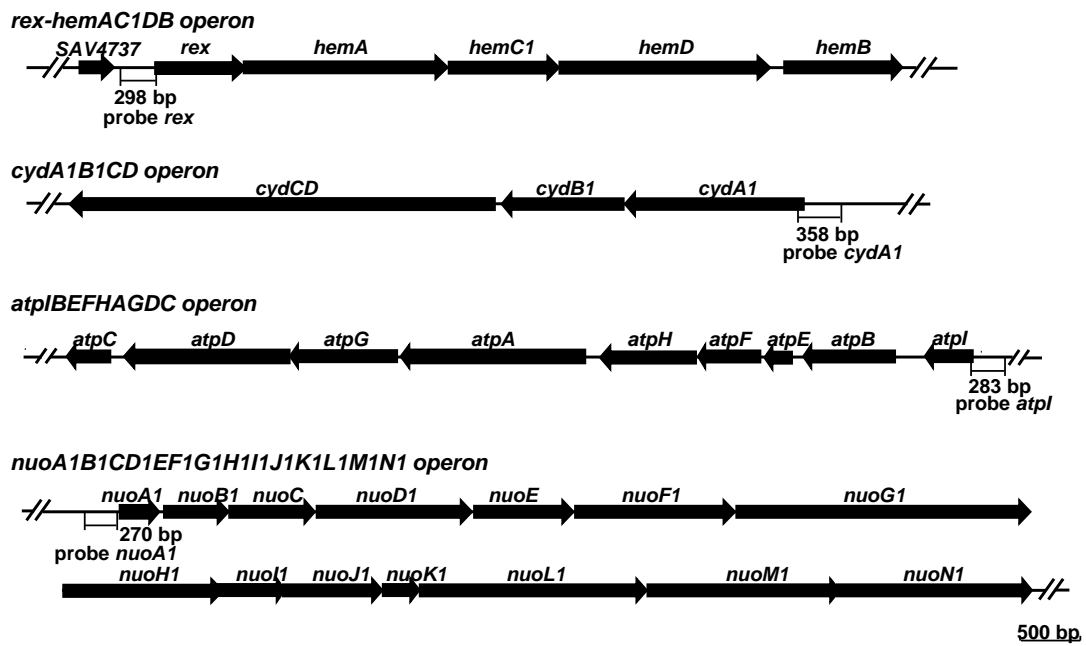 rex-hemAC1DB operon
SAV4737 rex hemA hemC1 hemD hemB
298 bp
probe rex
cydA1B1CD operon
cydCD cydB1 cydA1
358 bp
probe cydA1
atpIBEFHAGDC operon
atpC atpD atpG atpA atpH atpF atpE atpB atpI
283 bp
probe atpI
nuoA1B1CD1EF1G1H1I1J1K1L1M1N1 operon
nuoA1 nuoB1 nuoC nuoD1 nuoE nuoF1 nuoG1
270 bp
probe nuoA1
nuoH1 nuoI1 nuoJ1 nuoK1 nuoL1 nuoM1 nuoN1
500 bp